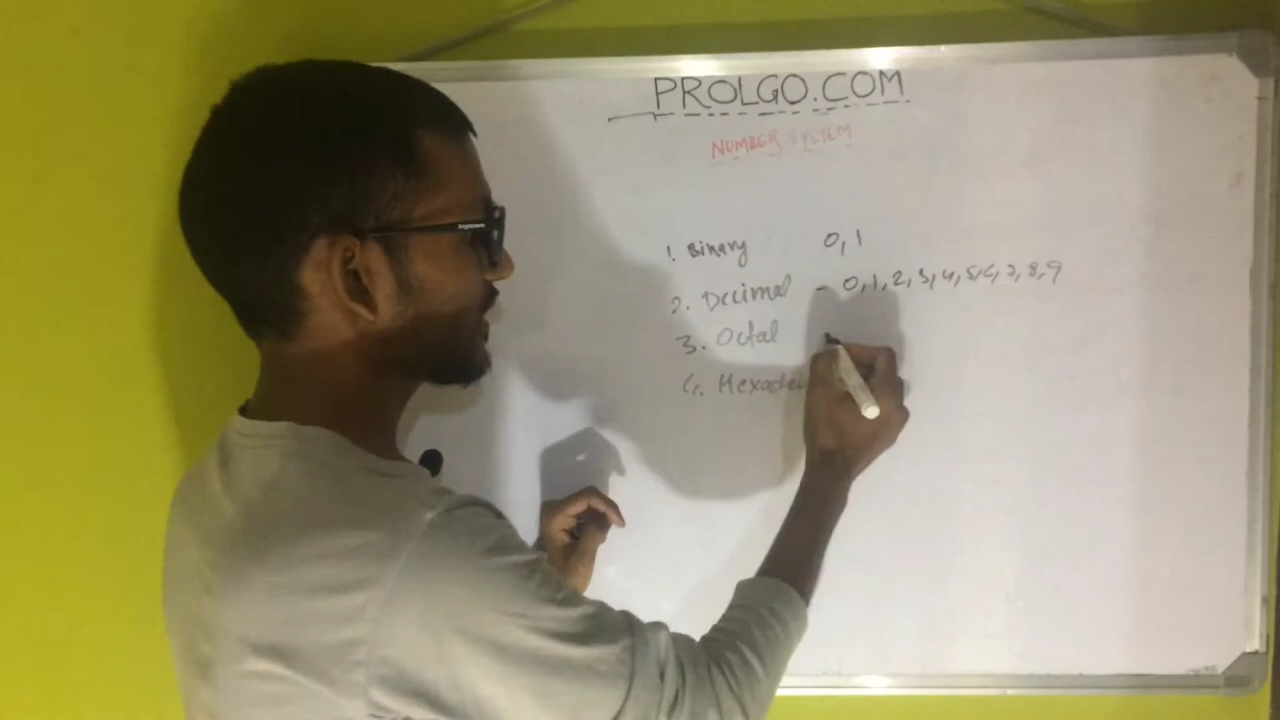 PROLGO.COM
NUMBER SYSTEM
1. Binary 0,1
2. Decimal - 0,1,2,3,4,5,6,7,8,9
3. Octal
4.